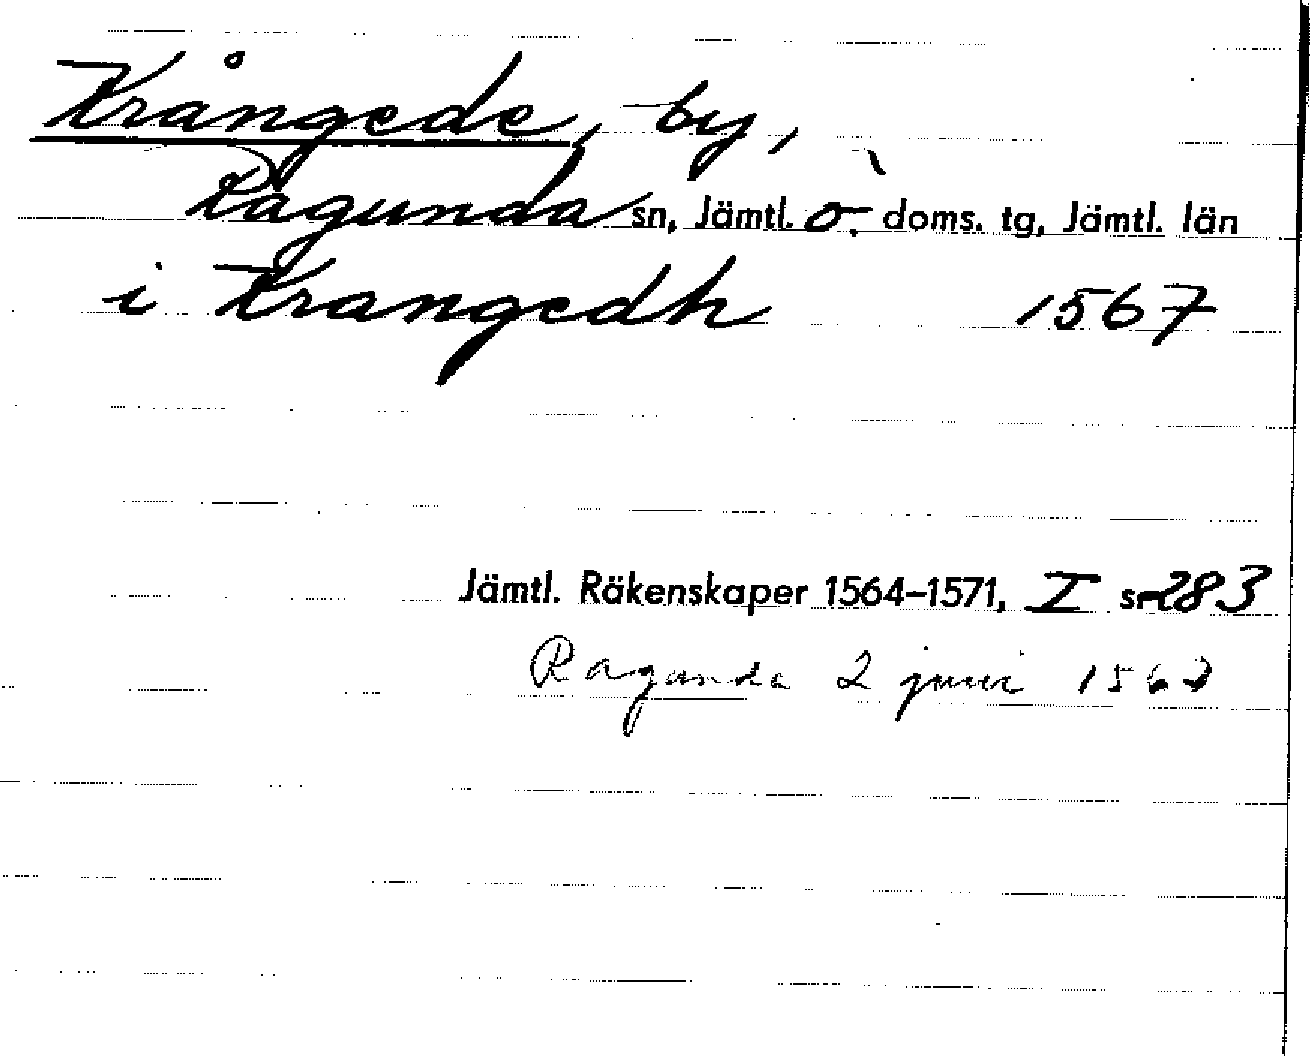 Krångede, by,
Ragunda sn, Jämtl. ö. doms. tg, Jämtl. län
i Krangedh 1567
Jämtl. Räkenskaper 1564–1571, I s. 283
Ragunda 2 juni 1567